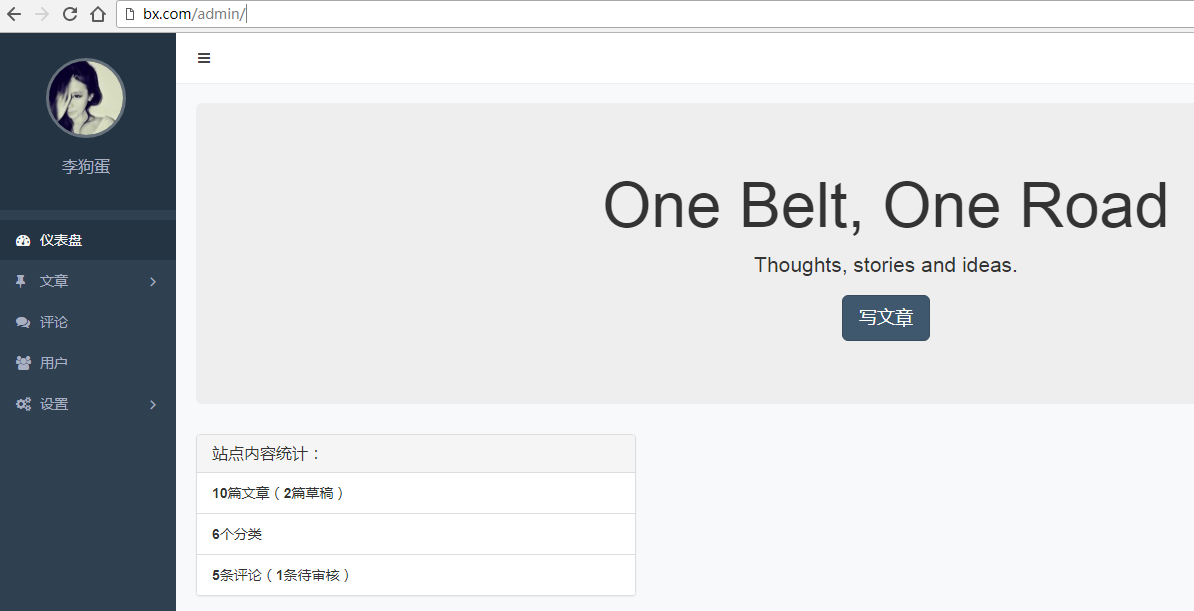 bx.com/admin/
李狗蛋
仪表盘
文章
评论
用户
设置
One Belt, One Road
Thoughts, stories and ideas.
写文章
站点内容统计：
10篇文章（2篇草稿）
6个分类
5条评论（1条待审核）